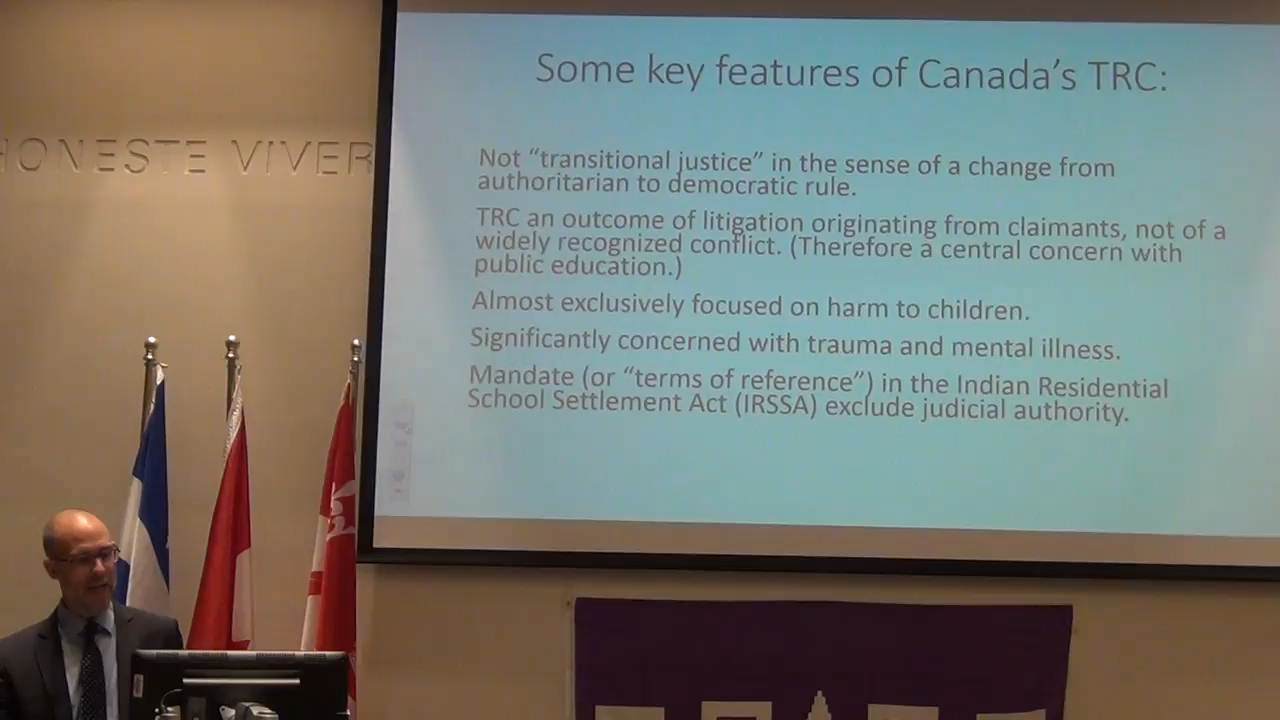 HONESTE VIVER
Some key features of Canada's TRC:
Not “transitional justice” in the sense of a change from
authoritarian to democratic rule.
TRC an outcome of litigation originating from claimants, not of a
widely recognized conflict. (Therefore a central concern with
public education.)
Almost exclusively focused on harm to children.
Significantly concerned with trauma and mental illness.
Mandate (or “terms of reference”) in the Indian Residential
School Settlement Act (IRSSA) exclude judicial authority.